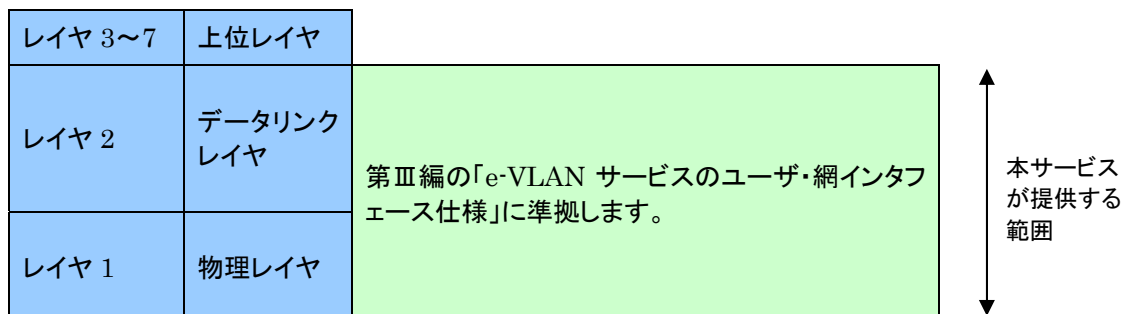 レイヤ 3~7
上位レイヤ
レイヤ 2
データリンク
レイヤ
第Ⅲ編の「e-VLAN サービスのユーザ・網インタフ
ェース仕様」に準拠します。
本サービス
が提供する
範囲
レイヤ 1
物理レイヤ